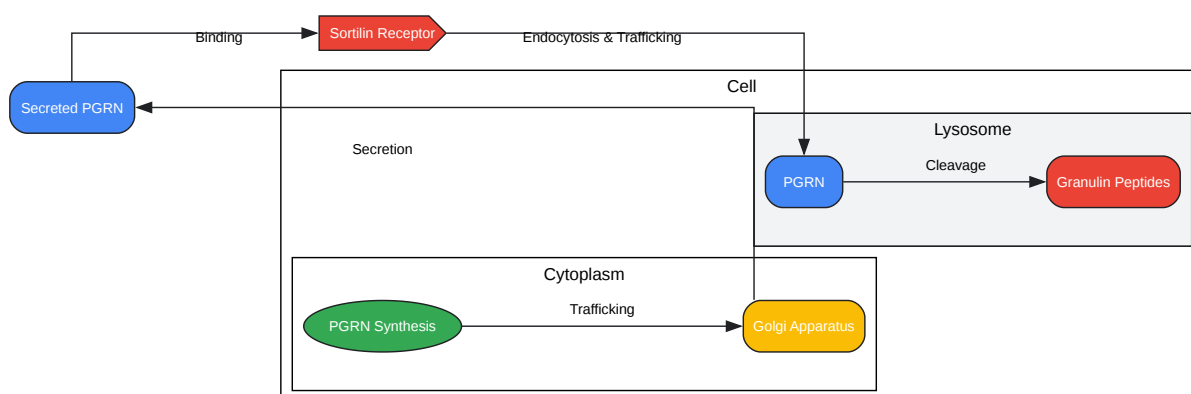 Binding
Sortilin Receptor
Endocytosis & Trafficking
Cell
Secreted PGRN
Lysosome
Secretion
Cleavage
PGRN
Granulin Peptides
Cytoplasm
Trafficking
PGRN Synthesis
Golgi Apparatus